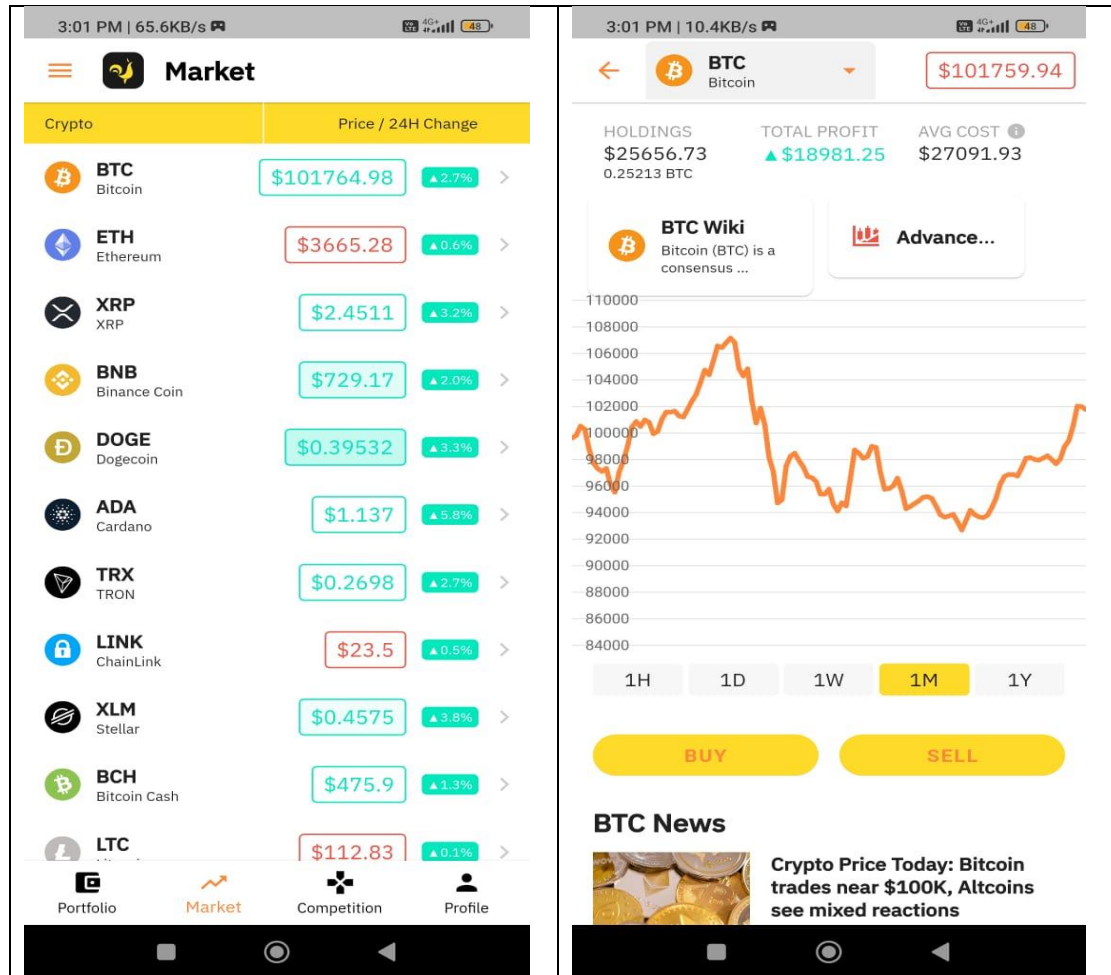 3:01 PM | 65.6KB/s
4G+
48
Market
Crypto Price / 24H Change
BTC
Bitcoin
$101764.98 ▲2.7%
ETH
Ethereum
$3665.28 ▲0.6%
XRP
XRP
$2.4511 ▲3.2%
BNB
Binance Coin
$729.17 ▲2.0%
DOGE
Dogecoin
$0.39532 ▲3.3%
ADA
Cardano
$1.137 ▲5.8%
TRX
TRON
$0.2698 ▲2.7%
LINK
ChainLink
$23.5 ▲0.5%
XLM
Stellar
$0.4575 ▲3.8%
BCH
Bitcoin Cash
$475.9 ▲1.3%
LTC
$112.83 ▲0.1%
Portfolio Market Competition Profile
3:01 PM | 10.4KB/s
4G+
48
BTC
Bitcoin
$101759.94
HOLDINGS TOTAL PROFIT AVG COST
$25656.73 ▲$18981.25 $27091.93
0.25213 BTC
BTC Wiki
Bitcoin (BTC) is a
consensus ...
Advance...
110000
108000
106000
104000
102000
100000
98000
96000
94000
92000
90000
88000
86000
84000
1H 1D 1W 1M 1Y
BUY SELL
BTC News
Crypto Price Today: Bitcoin
trades near $100K, Altcoins
see mixed reactions